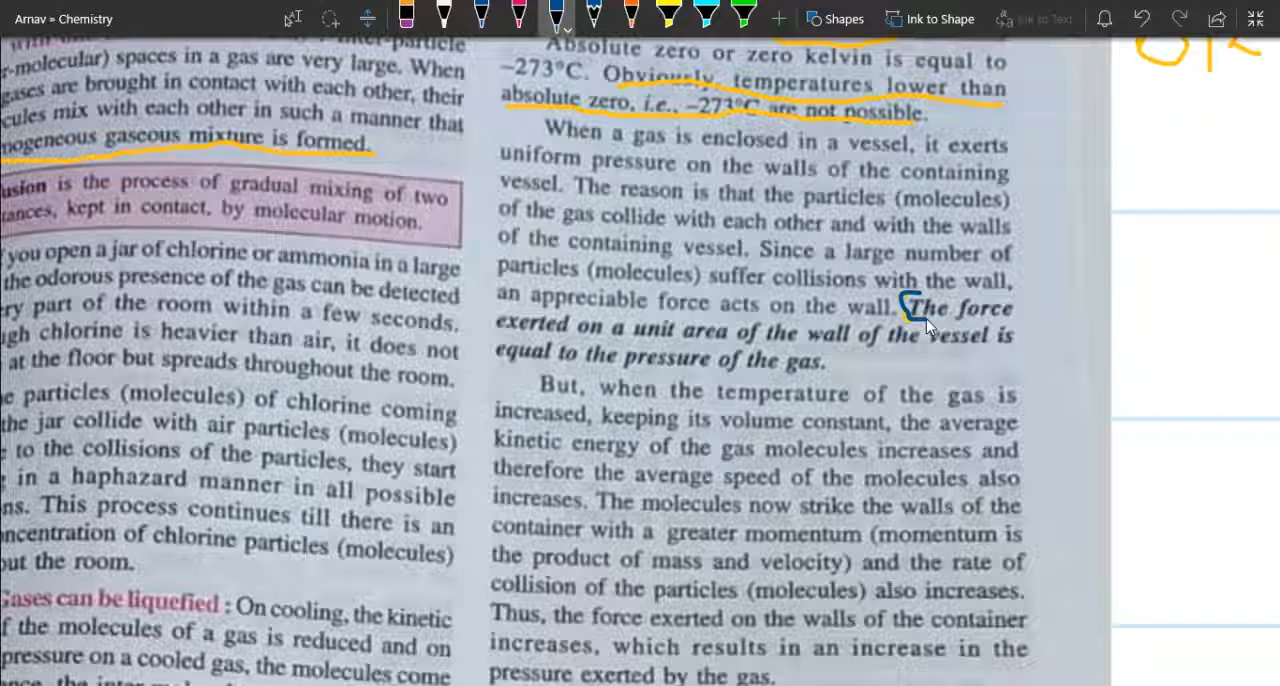 Arnav » Chemistry
Shapes
Ink to Shape
Ink to Text
inter-particle
r-molecular) spaces in a gas are very large. When
gases are brought in contact with each other, their
cules mix with each other in such a manner that
mogeneous gaseous mixture is formed.
usion is the process of gradual mixing of two
tances, kept in contact, by molecular motion.
f you open a jar of chlorine or ammonia in a large
the odorous presence of the gas can be detected
ery part of the room within a few seconds.
ugh chlorine is heavier than air, it does not
at the floor but spreads throughout the room.
e particles (molecules) of chlorine coming
the jar collide with air particles (molecules)
to the collisions of the particles, they start
in a haphazard manner in all possible
ns. This process continues till there is an
oncentration of chlorine particles (molecules)
out the room.
Gases can be liquefied : On cooling, the kinetic
f the molecules of a gas is reduced and on
pressure on a cooled gas, the molecules come
Absolute zero or zero kelvin is equal to
–273°C. Obviously, temperatures lower than
absolute zero, i.e., –273°C are not possible.
When a gas is enclosed in a vessel, it exerts
uniform pressure on the walls of the containing
vessel. The reason is that the particles (molecules)
of the gas collide with each other and with the walls
of the containing vessel. Since a large number of
particles (molecules) suffer collisions with the wall,
an appreciable force acts on the wall. The force
exerted on a unit area of the wall of the vessel is
equal to the pressure of the gas.
But, when the temperature of the gas is
increased, keeping its volume constant, the average
kinetic energy of the gas molecules increases and
therefore the average speed of the molecules also
increases. The molecules now strike the walls of the
container with a greater momentum (momentum is
the product of mass and velocity) and the rate of
collision of the particles (molecules) also increases.
Thus, the force exerted on the walls of the container
increases, which results in an increase in the
pressure exerted by the gas.